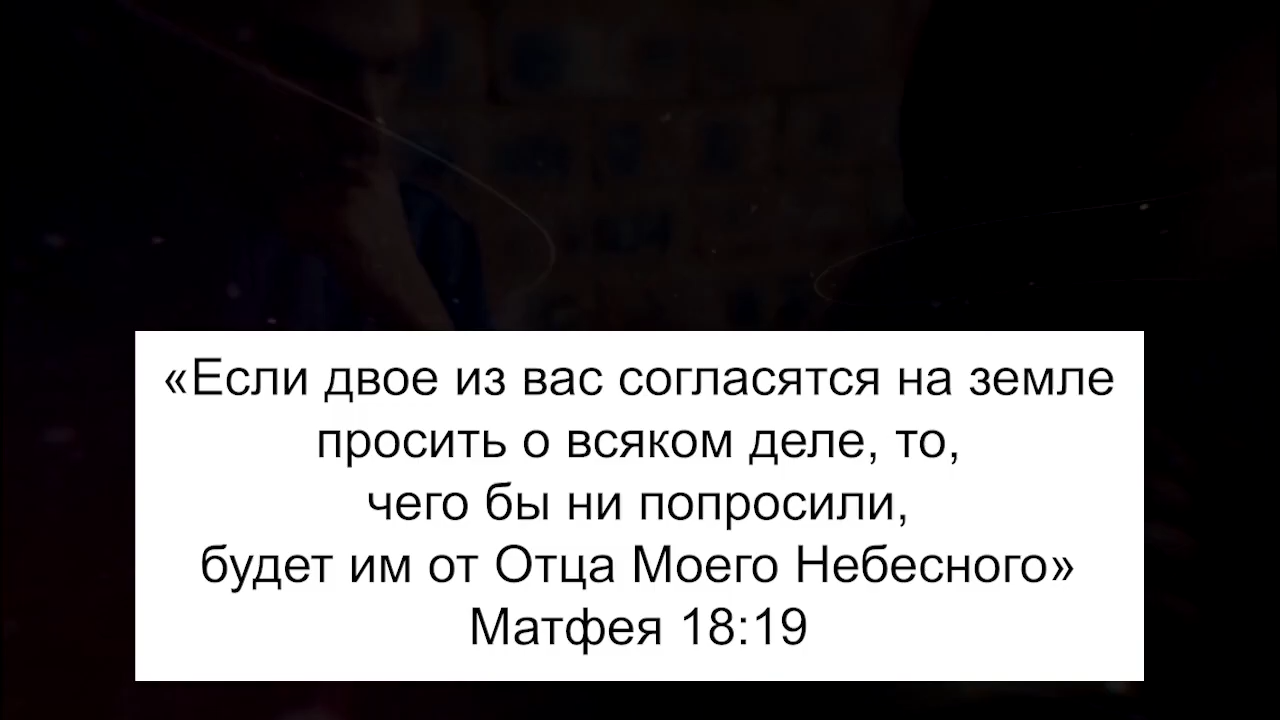 «Если двое из вас согласятся на земле
просить о всяком деле, то,
чего бы ни попросили,
будет им от Отца Моего Небесного»
Матфея 18:19